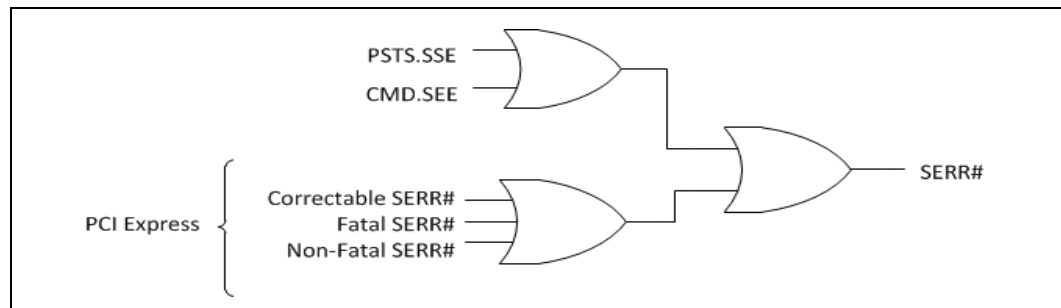 PSTS.SSE
CMD.SEE
SERR#
Correctable SERR#
PCI Express
Fatal SERR#
Non-Fatal SERR#